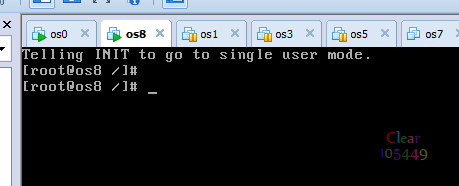 os0 os8 os1 os3 os5 os7
Telling INIT to go to single user mode.
[root@os8 /]#
[root@os8 /]# _
Clear
105449